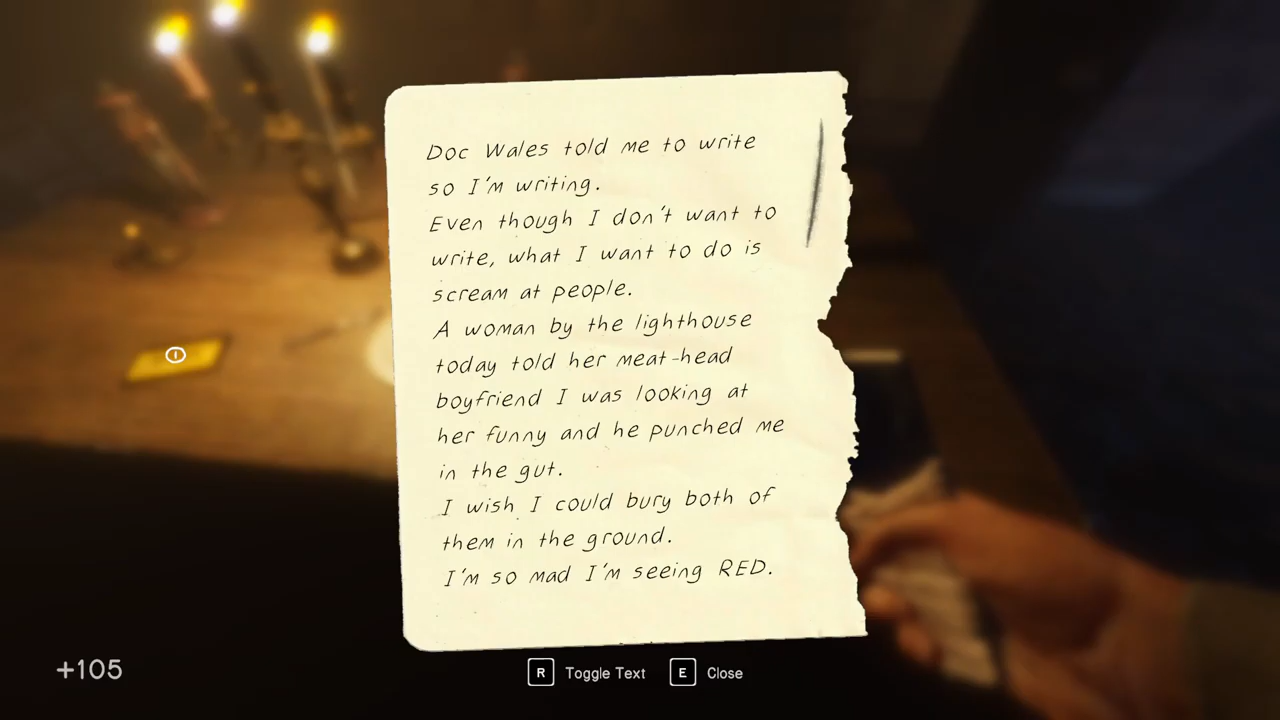 Doc Wales told me to write
so I'm writing.
Even though I don't want to
write, what I want to do is
scream at people.
A woman by the lighthouse
today told her meat-head
boyfriend I was looking at
her funny and he punched me
in the gut.
I wish I could bury both of
them in the ground.
I'm so mad I'm seeing RED.
+105
R Toggle Text E Close